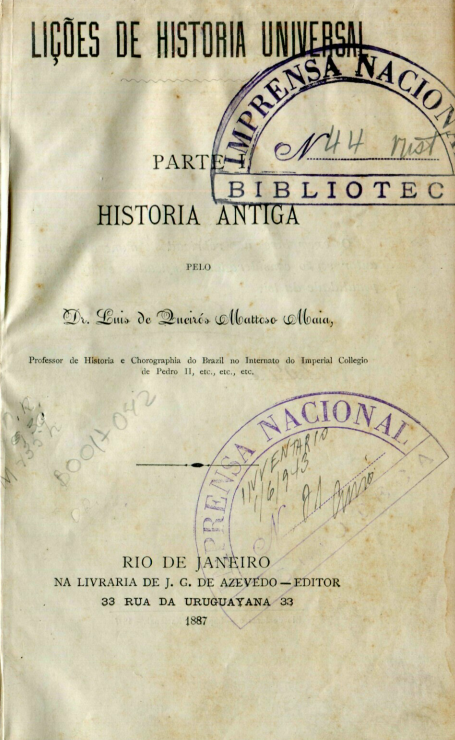 LIÇÕES DE HISTORIA UNIVERSAL
IMPRENSA NACIONAL
N 44
BIBLIOTEC
PARTE I
HISTORIA ANTIGA
PELO
Dr. Luis de Queirós Mattoso Maia,
Professor de Historia e Chorographia do Brazil no Internato do Imperial Collegio
de Pedro II, etc., etc., etc.
IMPRENSA NACIONAL
INVENTARIO
N
RIO DE JANEIRO
NA LIVRARIA DE J. G. DE AZEVEDO — EDITOR
33 RUA DA URUGUAYANA 33
1887